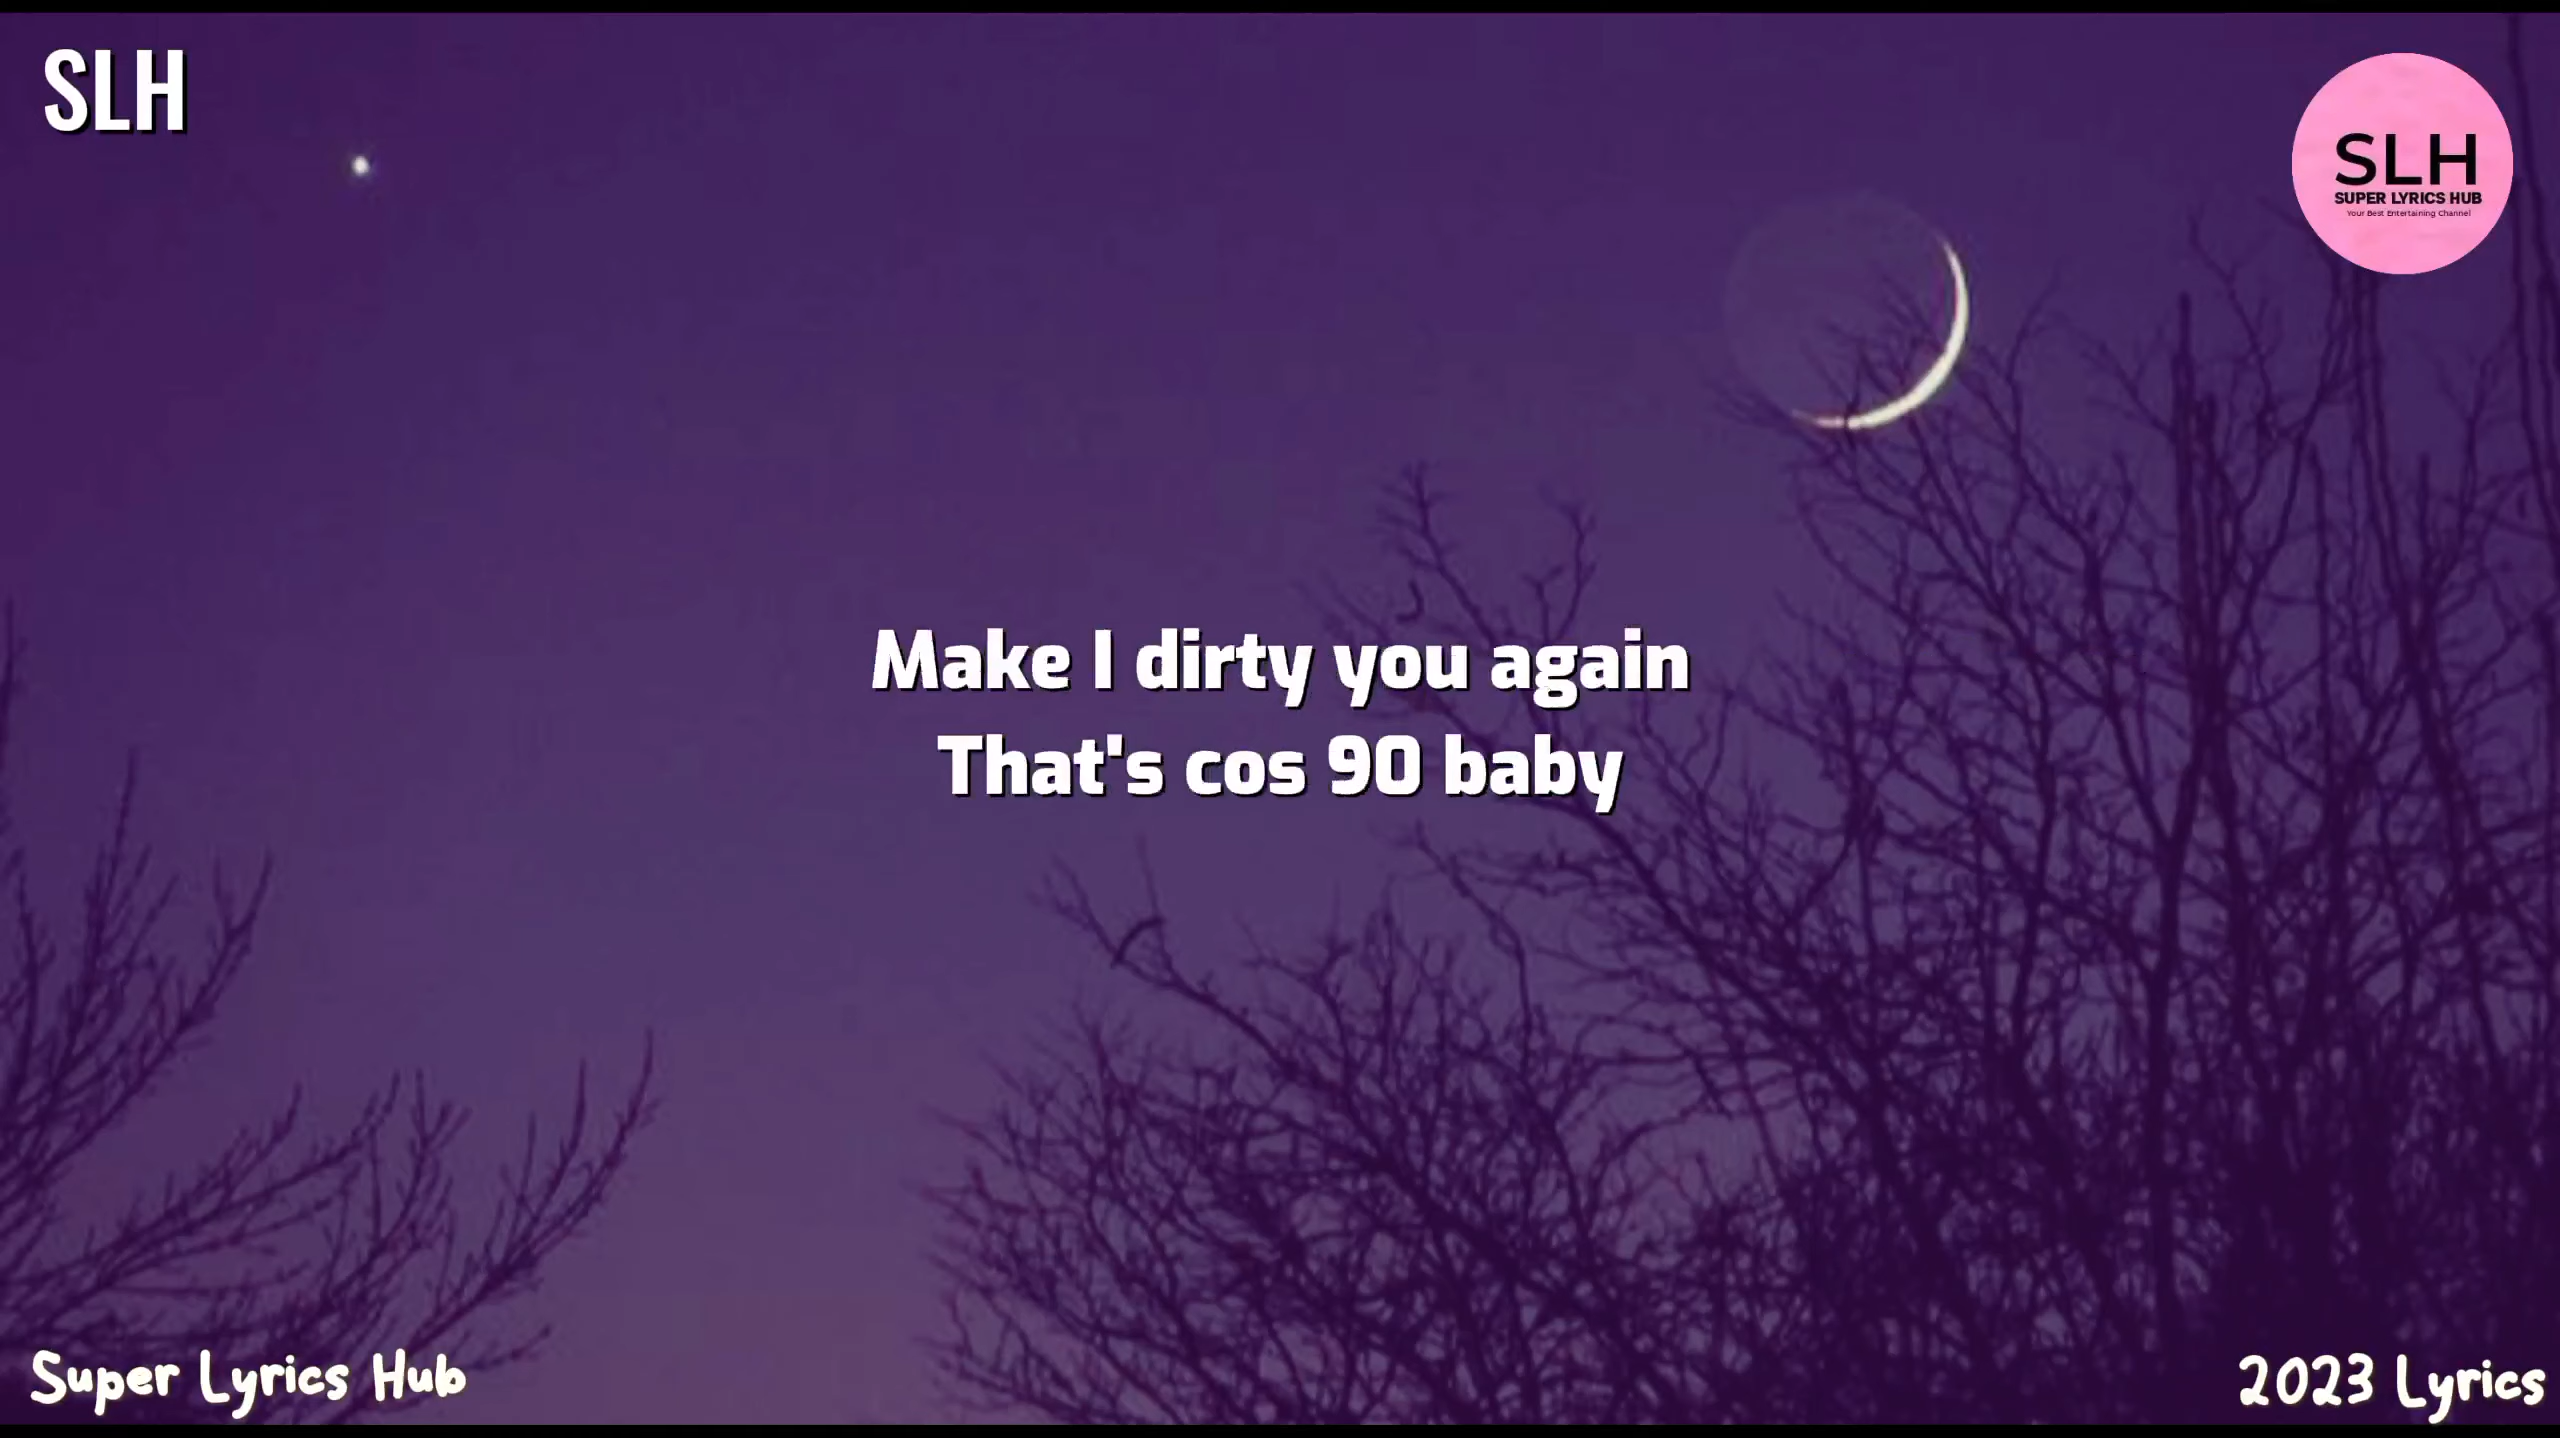 SLH
SLH
SUPER LYRICS HUB
Your Best Entertaining Channel
Make I dirty you again
That's cos 90 baby
Super Lyrics Hub
2023 Lyrics